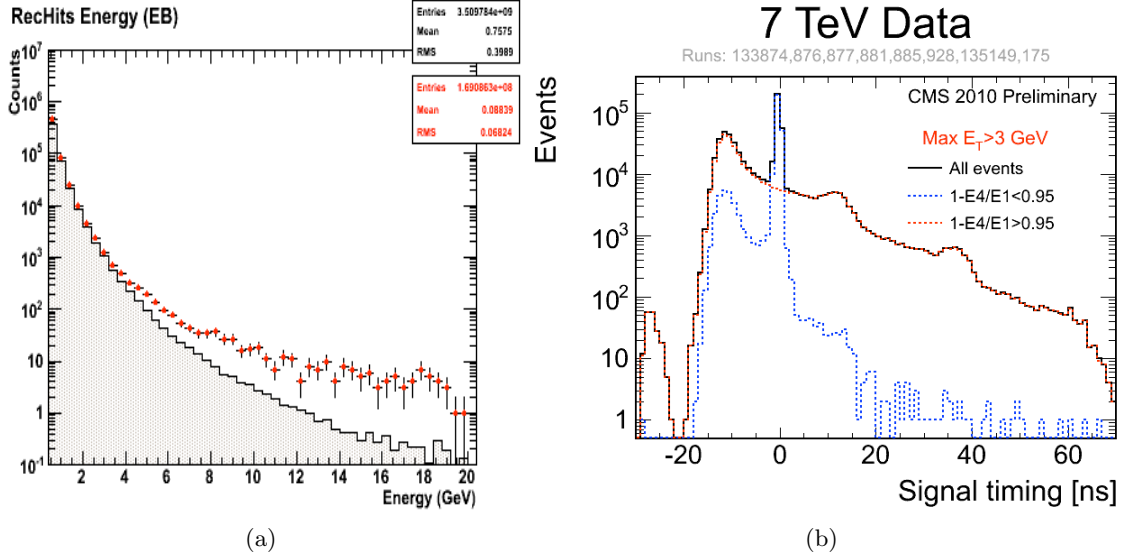 RecHits Energy (EB)
Entries 3.509784e+09
Mean 0.7575
RMS 0.3989
Entries 1.690863e+08
Mean 0.08839
RMS 0.06824
Counts
10^7
10^6
10^5
10^4
10^3
10^2
10
1
10^-1
2 4 6 8 10 12 14 16 18 20
Energy (GeV)
(a)
7 TeV Data
Runs: 133874,876,877,881,885,928,135149,175
CMS 2010 Preliminary
Max E_T>3 GeV
All events
1-E4/E1<0.95
1-E4/E1>0.95
Events
10^5
10^4
10^3
10^2
10
1
-20 0 20 40 60
Signal timing [ns]
(b)